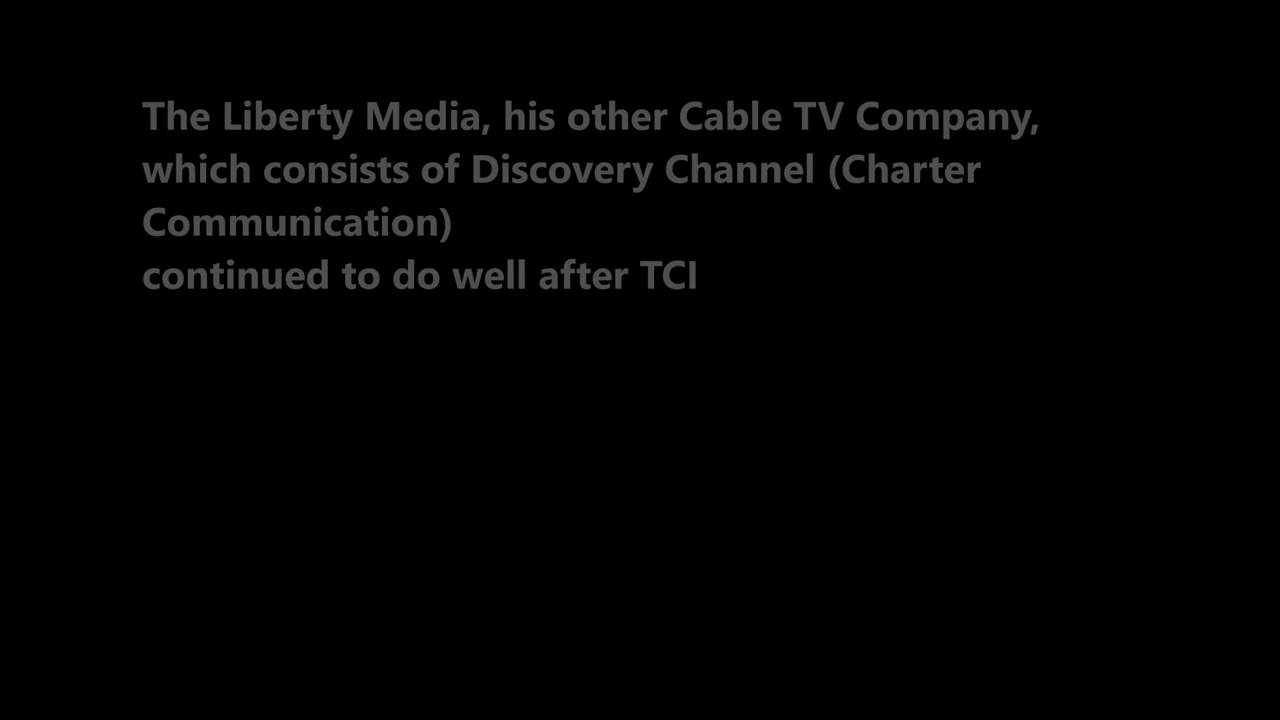 The Liberty Media, his other Cable TV Company,
which consists of Discovery Channel (Charter
Communication)
continued to do well after TCI